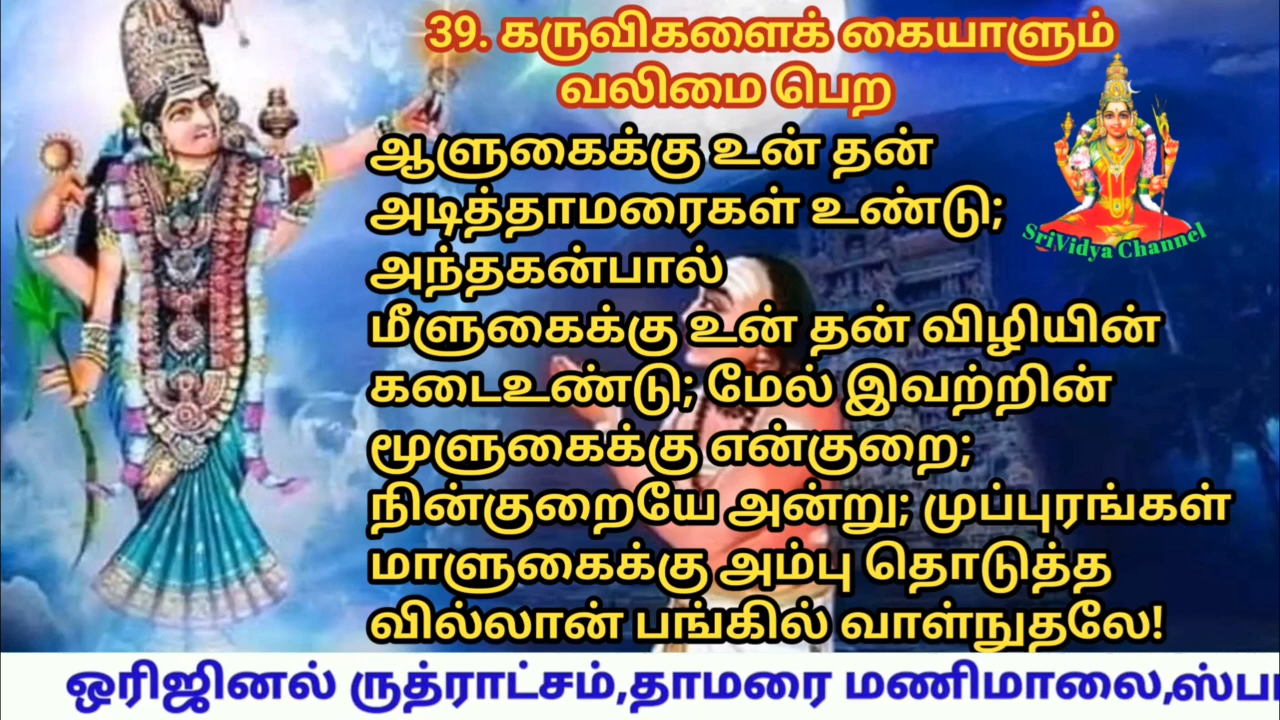 39. கருவிகளைக் கையாளும்
வலிமை பெற
ஆளுகைக்கு உன் தன்
அடித்தாமரைகள் உண்டு;
அந்தகன்பால்
மீளுகைக்கு உன் தன் விழியின்
கடைஉண்டு; மேல் இவற்றின்
மூளுகைக்கு என்குறை;
நின்குறையே அன்று; முப்புரங்கள்
மாளுகைக்கு அம்பு தொடுத்த
வில்லான் பங்கில் வாள்நுதலே!
SriVidya Channel
ஒரிஜினல் ருத்ராட்சம்,தாமரை மணிமாலை,